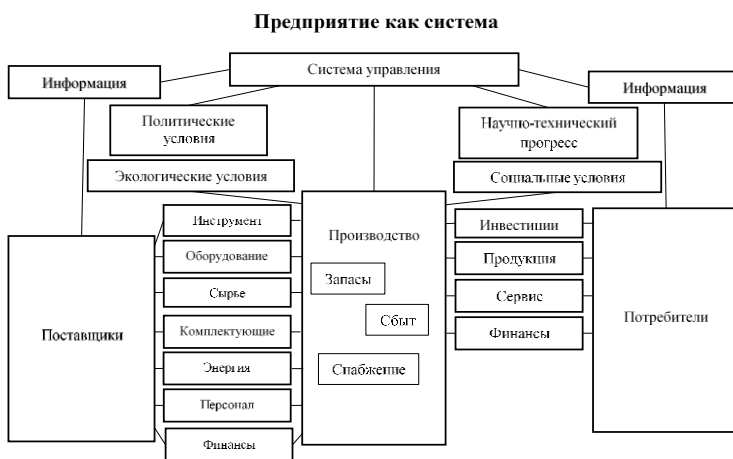 Предприятие как система
Система управления
Информация
Информация
Политические
условия
Научно-технический
прогресс
Экологические условия
Социальные условия
Инструмент
Оборудование
Сырье
Комплектующие
Энергия
Персонал
Финансы
Поставщики
Производство
Запасы
Сбыт
Снабжение
Инвестиции
Продукция
Сервис
Финансы
Потребители